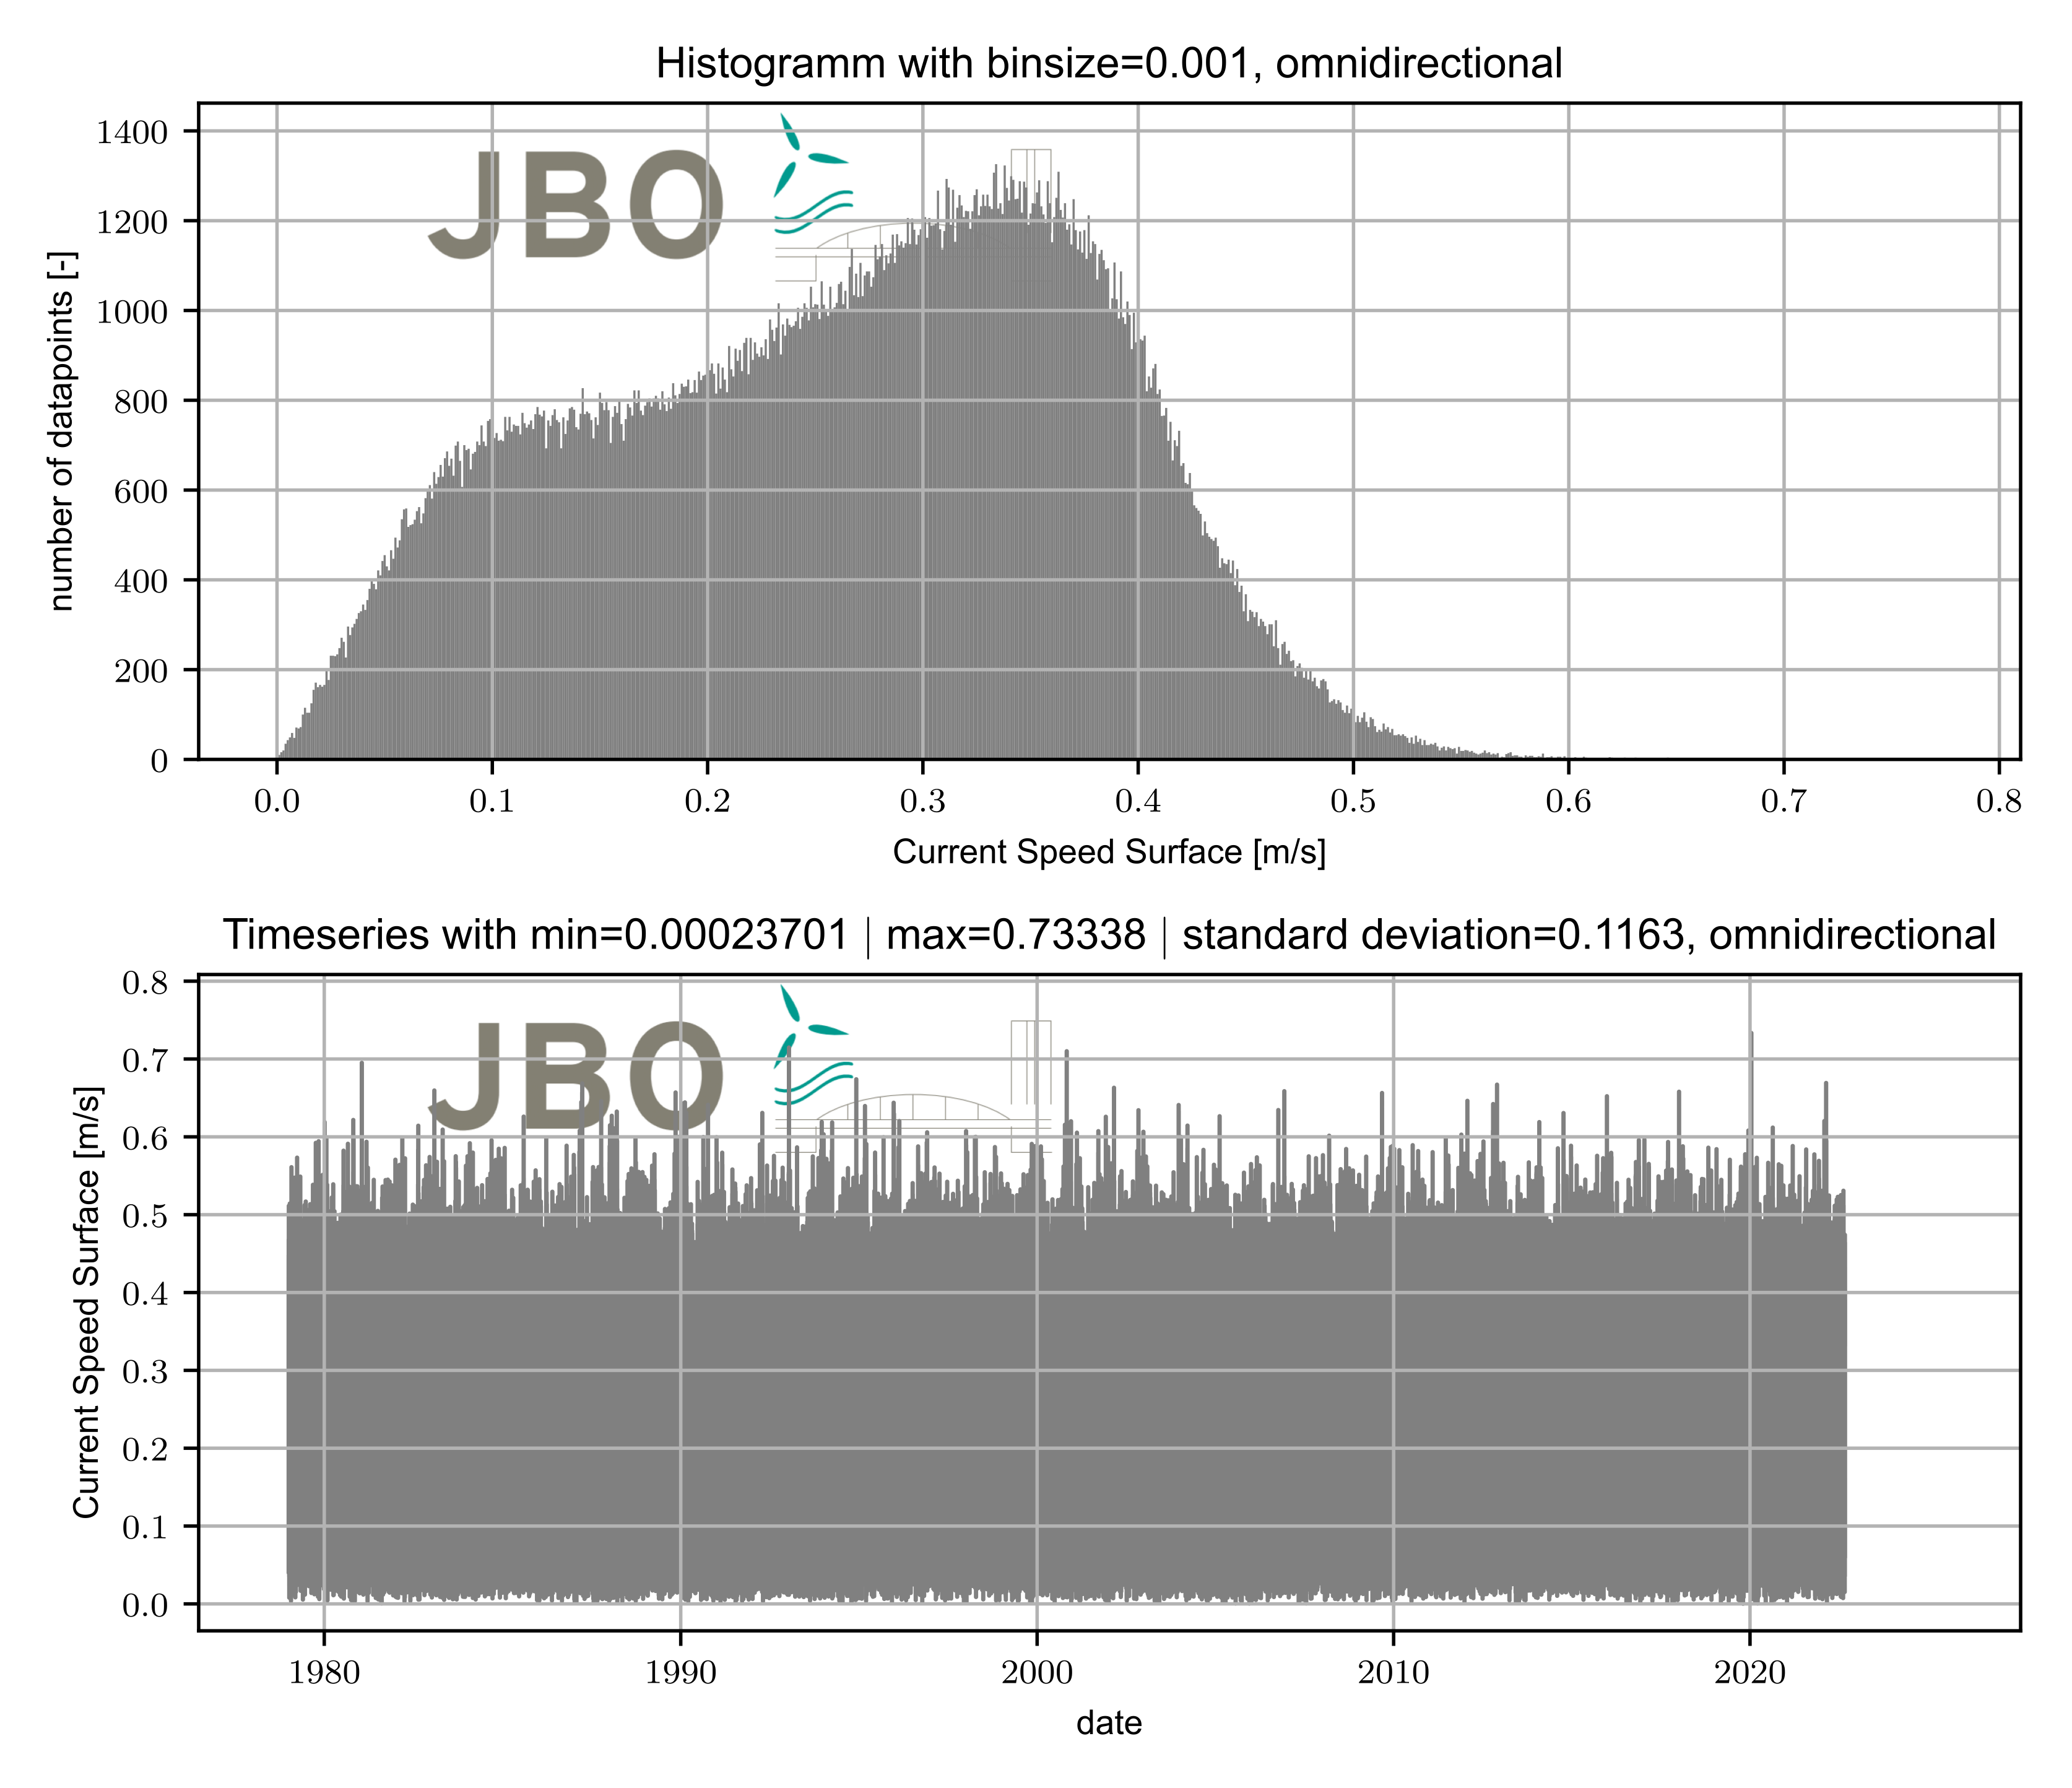 Histogramm with binsize=0.001, omnidirectional
JBO
number of datapoints [-]
1400
1200
1000
800
600
400
200
0
0.0 0.1 0.2 0.3 0.4 0.5 0.6 0.7 0.8
Current Speed Surface [m/s]
Timeseries with min=0.00023701 | max=0.73338 | standard deviation=0.1163, omnidirectional
JBO
Current Speed Surface [m/s]
0.8
0.7
0.6
0.5
0.4
0.3
0.2
0.1
0.0
1980 1990 2000 2010 2020
date